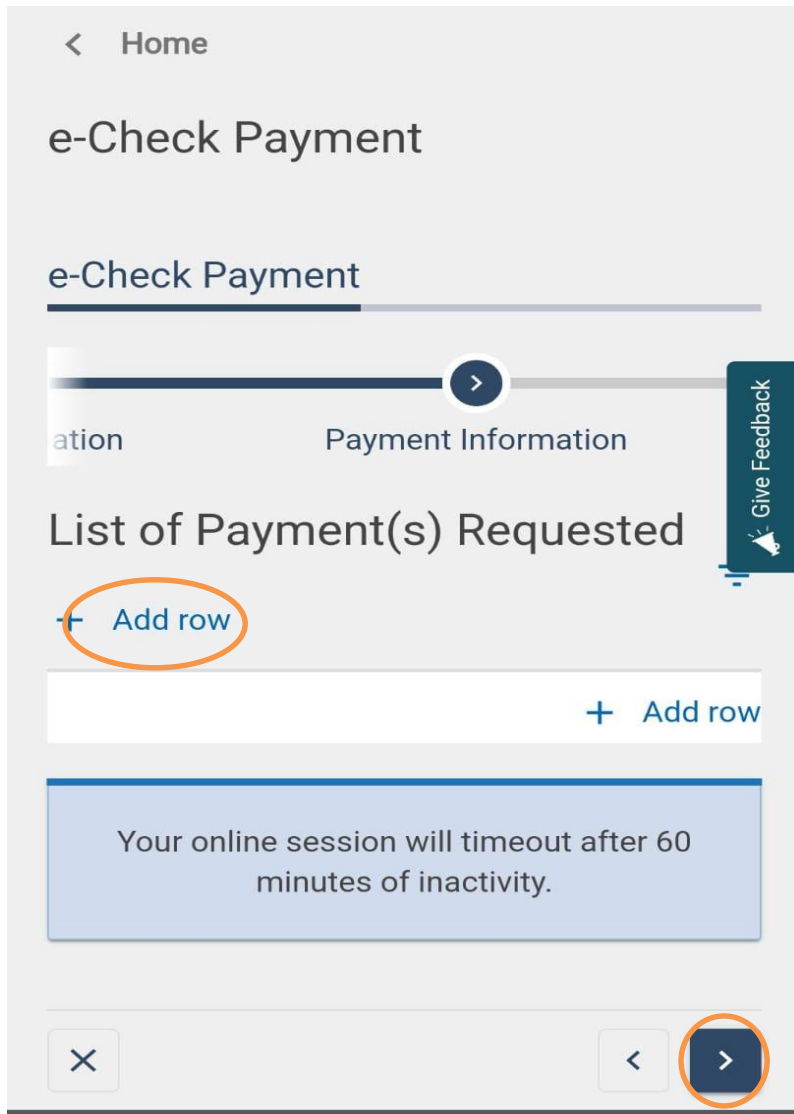 Home
e-Check Payment
e-Check Payment
ation
Payment Information
Give Feedback
List of Payment(s) Requested
+ Add row
+ Add row
Your online session will timeout after 60
minutes of inactivity.